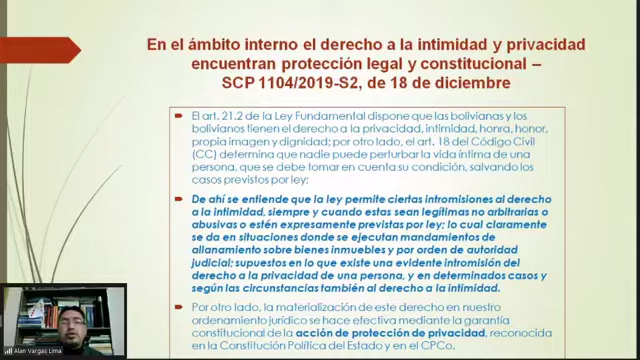 En el ámbito interno el derecho a la intimidad y privacidad
encuentran protección legal y constitucional –
SCP 1104/2019-S2, de 18 de diciembre
El art. 21.2 de la Ley Fundamental dispone que las bolivianas y los
bolivianos tienen el derecho a la privacidad, intimidad, honra, honor,
propia imagen y dignidad; por otro lado, el art. 18 del Código Civil
(CC) determina que nadie puede perturbar la vida íntima de una
persona, que se debe tomar en cuenta su condición, salvando los
casos previstos por ley;
De ahí se entiende que la ley permite ciertas intromisiones al derecho
a la intimidad, siempre y cuando estas sean legítimas no arbitrarias o
abusivas o estén expresamente previstas por ley; lo cual claramente
se da en situaciones donde se ejecutan mandamientos de
allanamiento sobre bienes inmuebles y por orden de autoridad
judicial; supuestos en lo que existe una evidente intromisión del
derecho a la privacidad de una persona, y en determinados casos y
según las circunstancias también al derecho a la intimidad.
Por otro lado, la materialización de este derecho en nuestro
ordenamiento jurídico se hace efectiva mediante la garantía
constitucional de la acción de protección de privacidad, reconocida
en la Constitución Política del Estado y en el CPCo.
Alan Vargas Lima